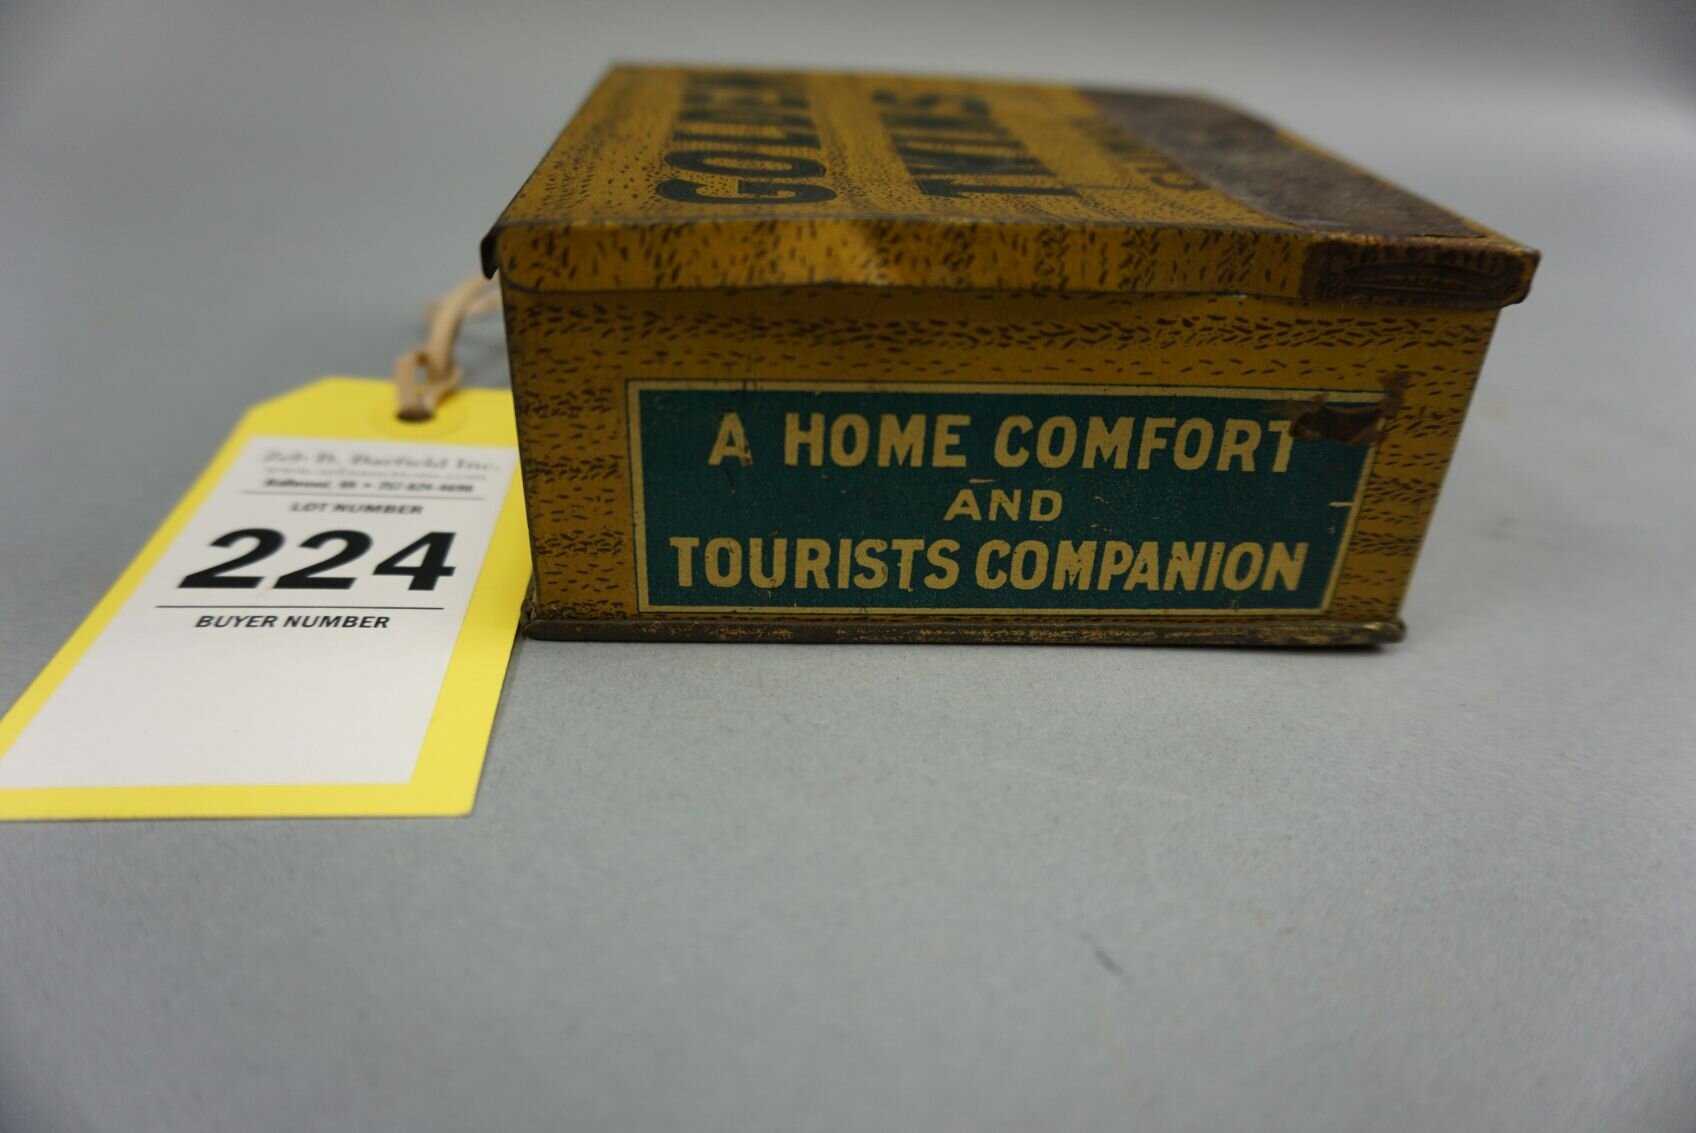 GOLDEN
TWINS
A HOME COMFORT
AND
TOURISTS COMPANION
LOT NUMBER
224
BUYER NUMBER